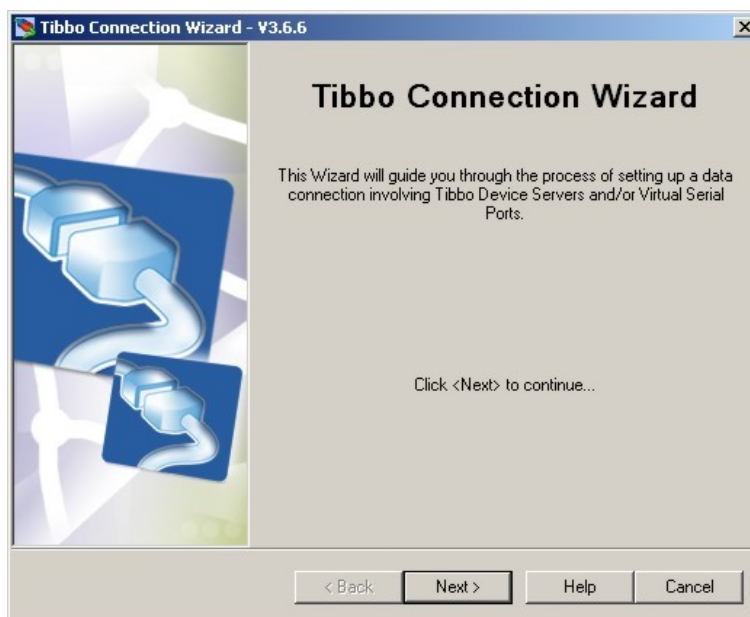 Tibbo Connection Wizard - V3.6.6
Tibbo Connection Wizard
This Wizard will guide you through the process of setting up a data
connection involving Tibbo Device Servers and/or Virtual Serial
Ports.
Click <Next> to continue...
< Back Next > Help Cancel